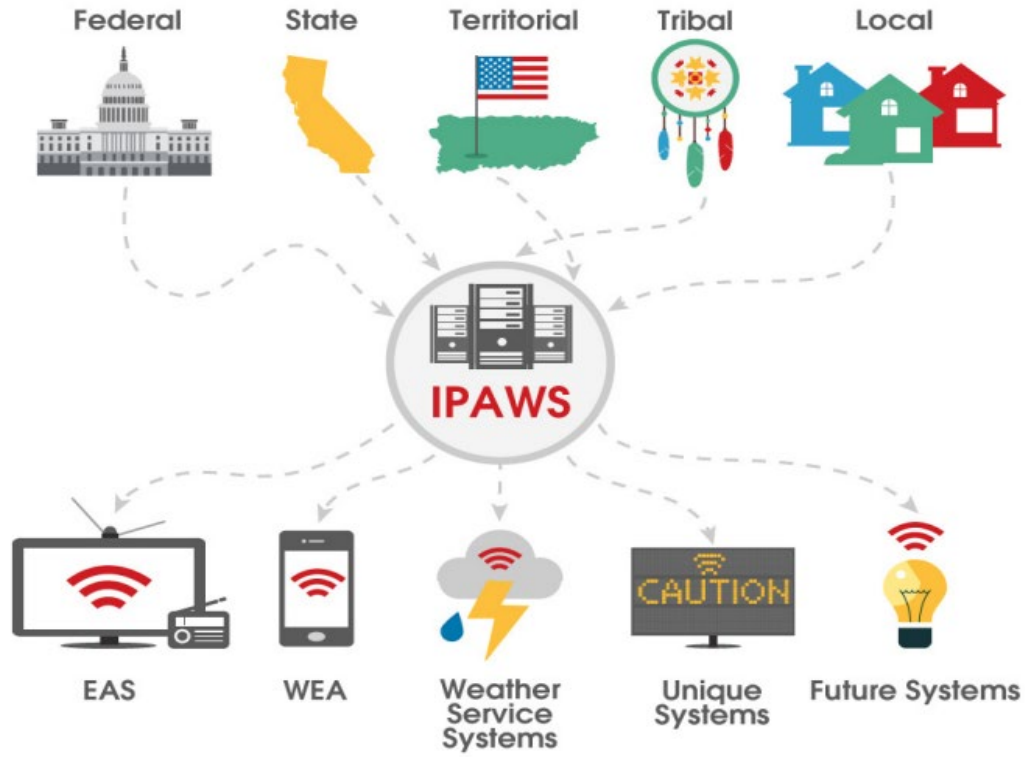 Federal
State
Territorial
Tribal
Local
IPAWS
CAUTION
EAS
WEA
Weather
Service
Systems
Unique
Systems
Future Systems